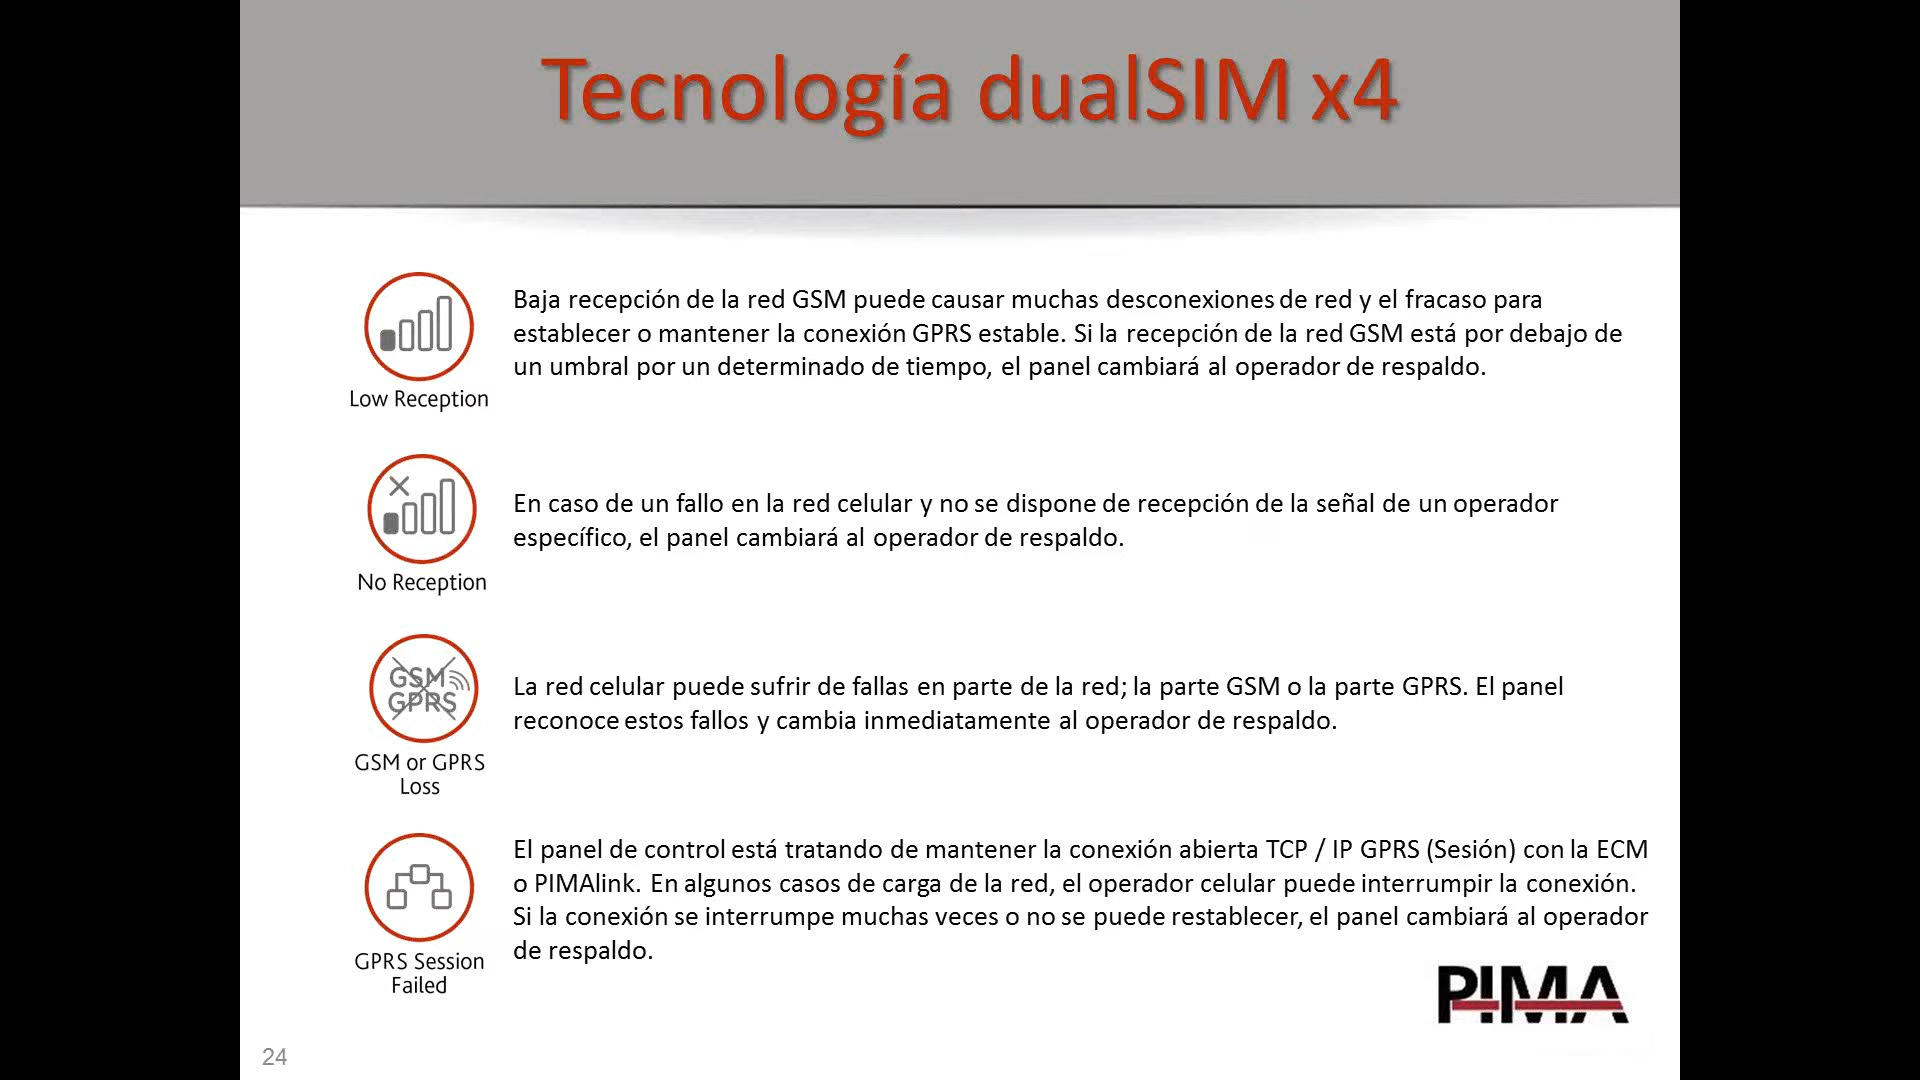 Tecnología dualSIM x4
Baja recepción de la red GSM puede causar muchas desconexiones de red y el fracaso para
establecer o mantener la conexión GPRS estable. Si la recepción de la red GSM está por debajo de
un umbral por un determinado de tiempo, el panel cambiará al operador de respaldo.
Low Reception
En caso de un fallo en la red celular y no se dispone de recepción de la señal de un operador
específico, el panel cambiará al operador de respaldo.
No Reception
GSM
GPRS
La red celular puede sufrir de fallas en parte de la red; la parte GSM o la parte GPRS. El panel
reconoce estos fallos y cambia inmediatamente al operador de respaldo.
GSM or GPRS
Loss
El panel de control está tratando de mantener la conexión abierta TCP / IP GPRS (Sesión) con la ECM
o PIMAlink. En algunos casos de carga de la red, el operador celular puede interrumpir la conexión.
Si la conexión se interrumpe muchas veces o no se puede restablecer, el panel cambiará al operador
de respaldo.
GPRS Session
Failed
PIMA
24